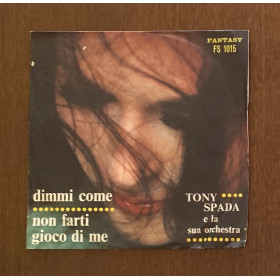 FANTASY
FS 1015
dimmi come
non farti
gioco di me
TONY
SPADA
e la
sua orchestra